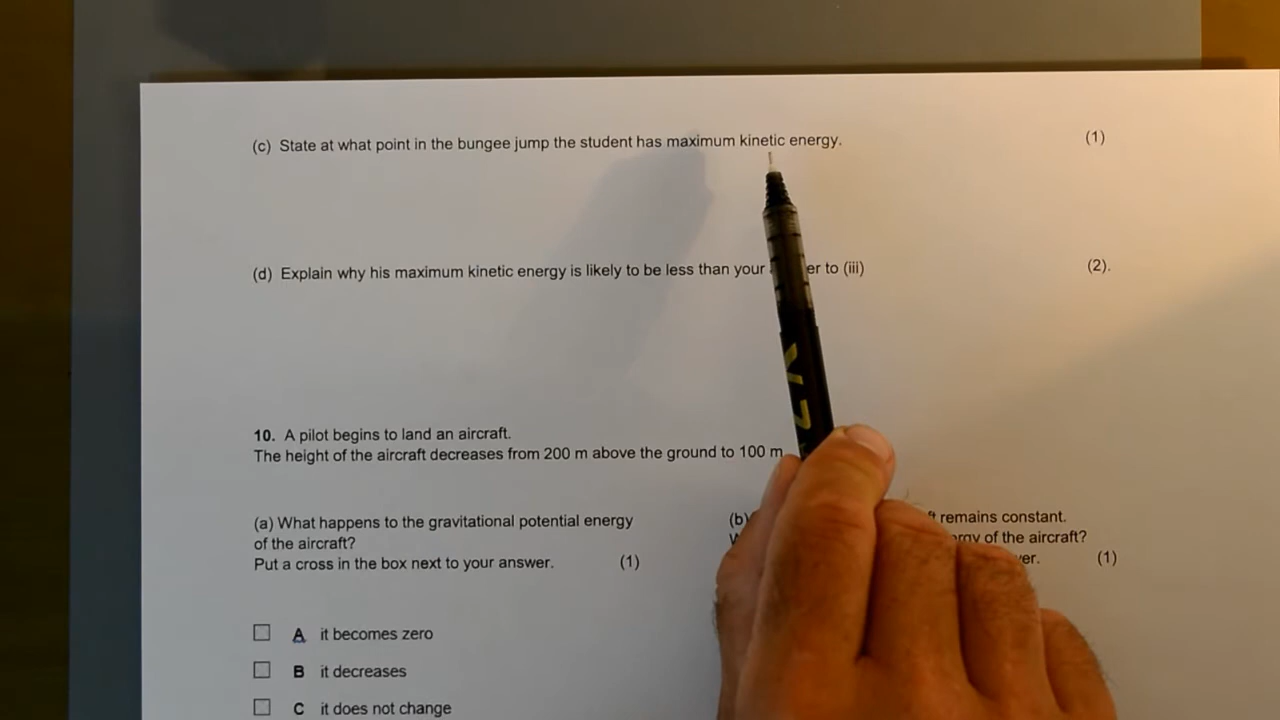 (c) State at what point in the bungee jump the student has maximum kinetic energy. (1)
(d) Explain why his maximum kinetic energy is likely to be less than your er to (iii) (2).
10. A pilot begins to land an aircraft.
The height of the aircraft decreases from 200 m above the ground to 100 m
(a) What happens to the gravitational potential energy
of the aircraft?
Put a cross in the box next to your answer. (1)
(b) remains constant.
of the aircraft?
(1)
A it becomes zero
B it decreases
C it does not change